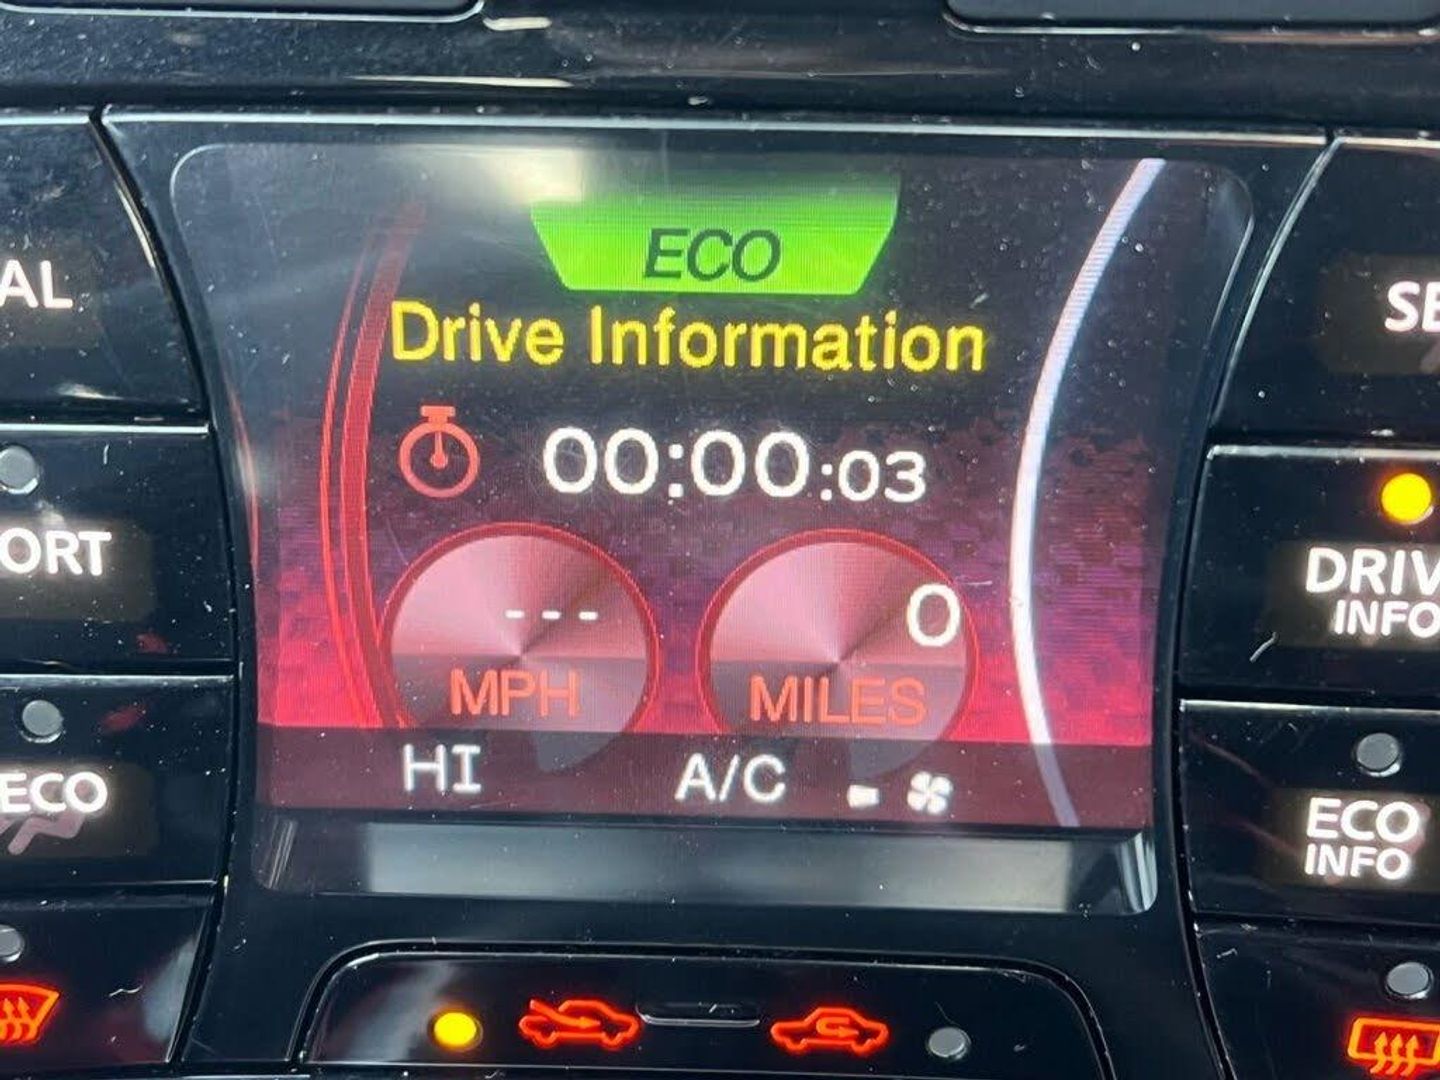 ECO
Drive Information
00:00:03
--- 0
MPH MILES
HI A/C
AL
ORT
ECO
SE
DRIV
INFO
ECO
INFO